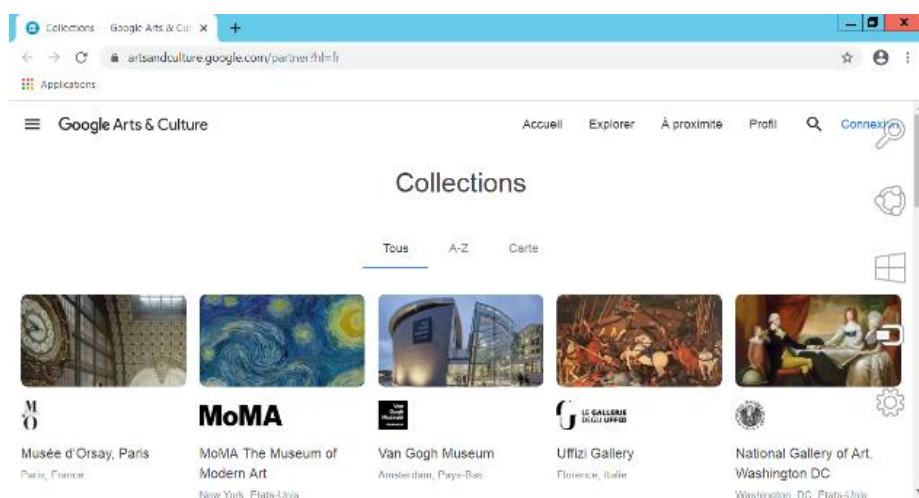 Collections — Google Arts & Cul
artsandculture.google.com/partner?hl=fr
Applications
Google Arts & Culture
Accueil Explorer À proximité Profil Connexion
Collections
Tous A-Z Carte
M
O
MoMA
Van
Gogh
Museum
LE GALLERIE
DEGLI UFFIZI
Musée d'Orsay, Paris
Paris, France
MoMA The Museum of
Modern Art
New York, États-Unis
Van Gogh Museum
Amsterdam, Pays-Bas
Uffizi Gallery
Florence, Italie
National Gallery of Art,
Washington DC
Washington, DC, États-Unis